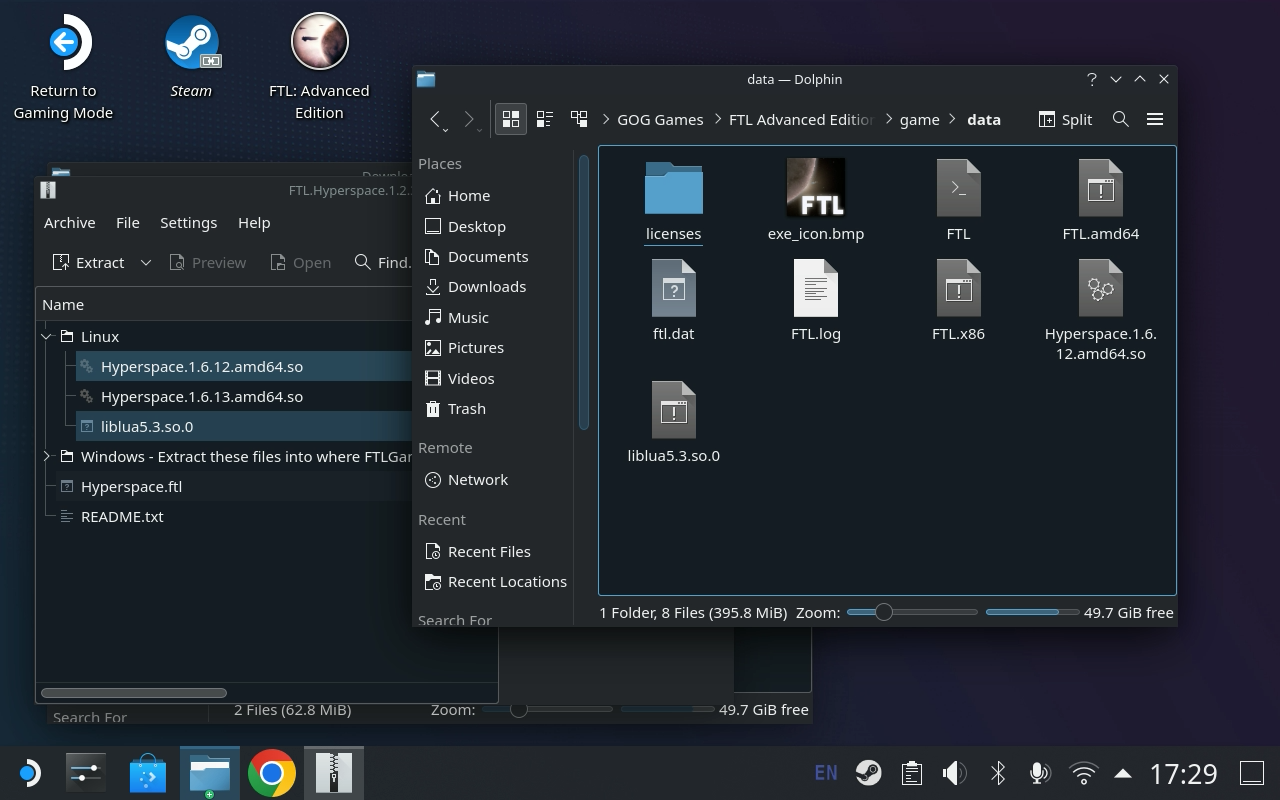 Return to
Gaming Mode
Steam
FTL: Advanced
Edition
data — Dolphin
GOG Games
FTL Advanced Edition
game
data
Split
Places
Home
Desktop
Documents
Downloads
Music
Pictures
Videos
Trash
Remote
Network
Recent
Recent Files
Recent Locations
Search For
licenses
exe_icon.bmp
FTL
FTL
FTL.amd64
ftl.dat
FTL.log
FTL.x86
Hyperspace.1.6.
12.amd64.so
liblua5.3.so.0
1 Folder, 8 Files (395.8 MiB)
Zoom:
49.7 GiB free
FTL.Hyperspace.1.2.
Archive
File
Settings
Help
Extract
Preview
Open
Find.
Name
Linux
Hyperspace.1.6.12.amd64.so
Hyperspace.1.6.13.amd64.so
liblua5.3.so.0
Windows - Extract these files into where FTLGa
Hyperspace.ftl
README.txt
Search For
2 Files (62.8 MiB)
Zoom:
49.7 GiB free
EN
17:29